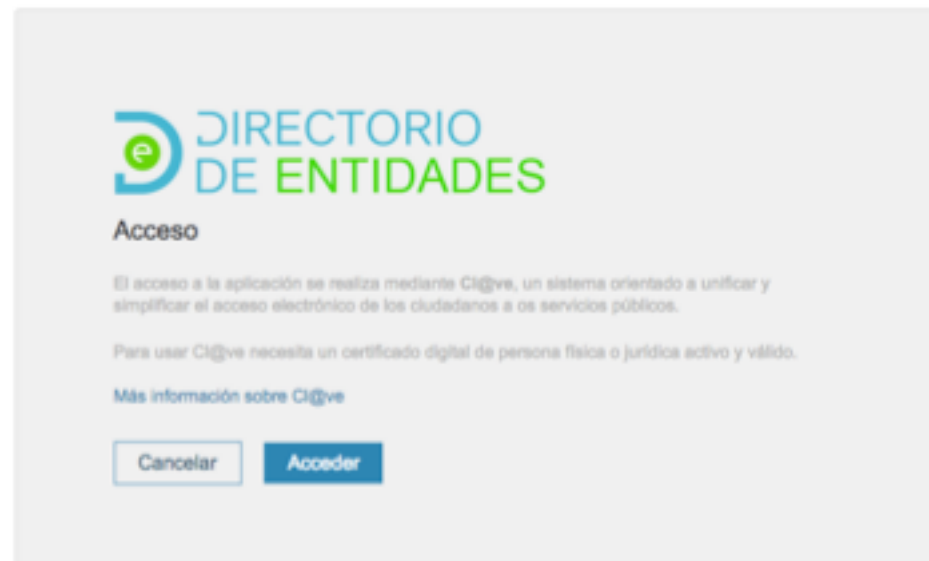 e
DIRECTORIO
DE ENTIDADES
Acceso
El acceso a la aplicación se realiza mediante Cl@ve, un sistema orientado a unificar y
simplificar el acceso electrónico de los ciudadanos a os servicios públicos.
Para usar Cl@ve necesita un certificado digital de persona física o jurídica activo y válido.
Más información sobre Cl@ve
Cancelar Acceder